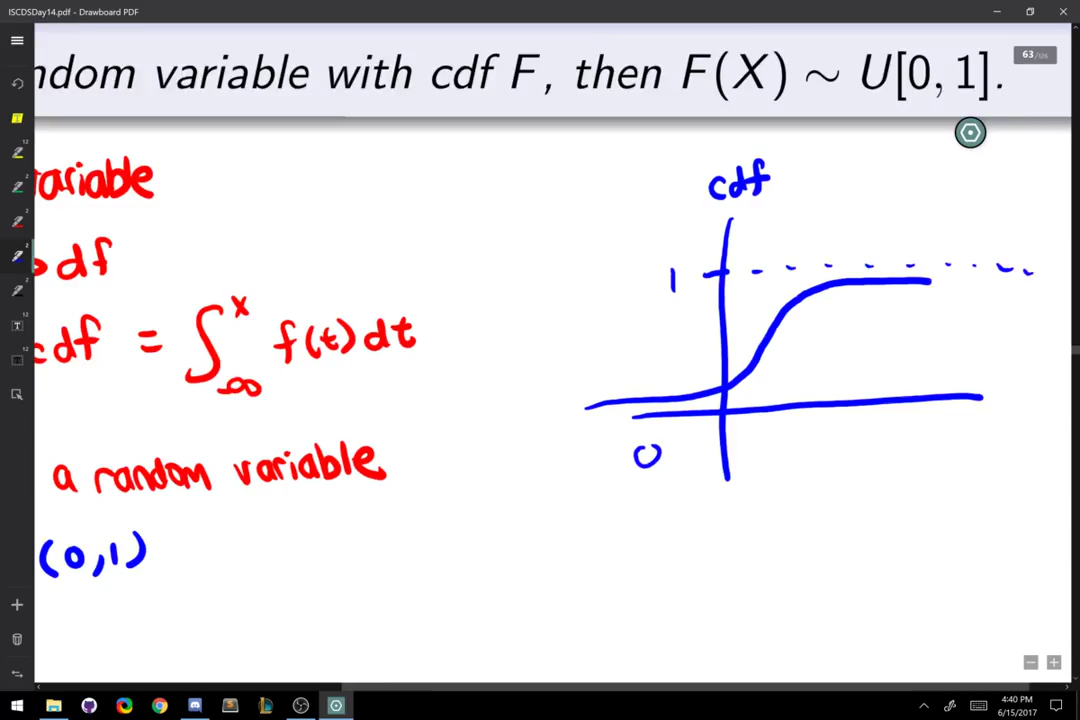 ISCDSDay14.pdf - Drawboard PDF
ndom variable with cdf F, then F(X) ∼ U[0, 1].
63
cdf
variable
1
df
cdf = ∫_{-∞}^{x} f(t)dt
0
a random variable
(0,1)
4:40 PM
6/15/2017